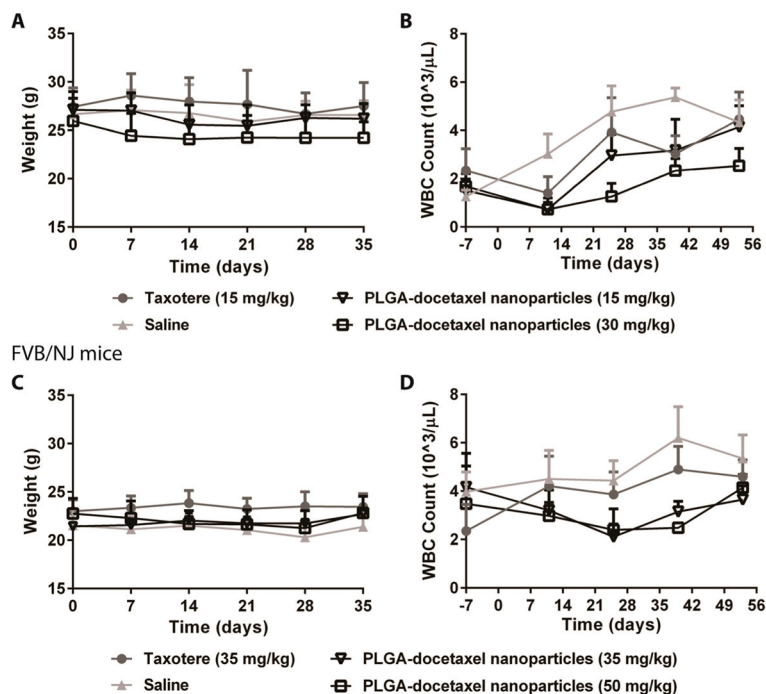 A
B
Weight (g)
30
25
20
15
0 7 14 21 28 35
Time (days)
WBC Count (10^3/μL)
8
6
4
2
0
-7 0 7 14 21 28 35 42 56
Time (days)
Taxotere (15 mg/kg)
PLGA-docetaxel nanoparticles (15 mg/kg)
Saline
PLGA-docetaxel nanoparticles (30 mg/kg)
FVB/NJ mice
C
D
Weight (g)
35
30
25
20
15
0 7 14 21 28 35
Time (days)
WBC Count (10^3/μL)
8
6
4
2
0
-7 0 7 14 21 28 35 42 49 56
Time (days)
Taxotere (35 mg/kg)
PLGA-docetaxel nanoparticles (35 mg/kg)
Saline
PLGA-docetaxel nanoparticles (50 mg/kg)